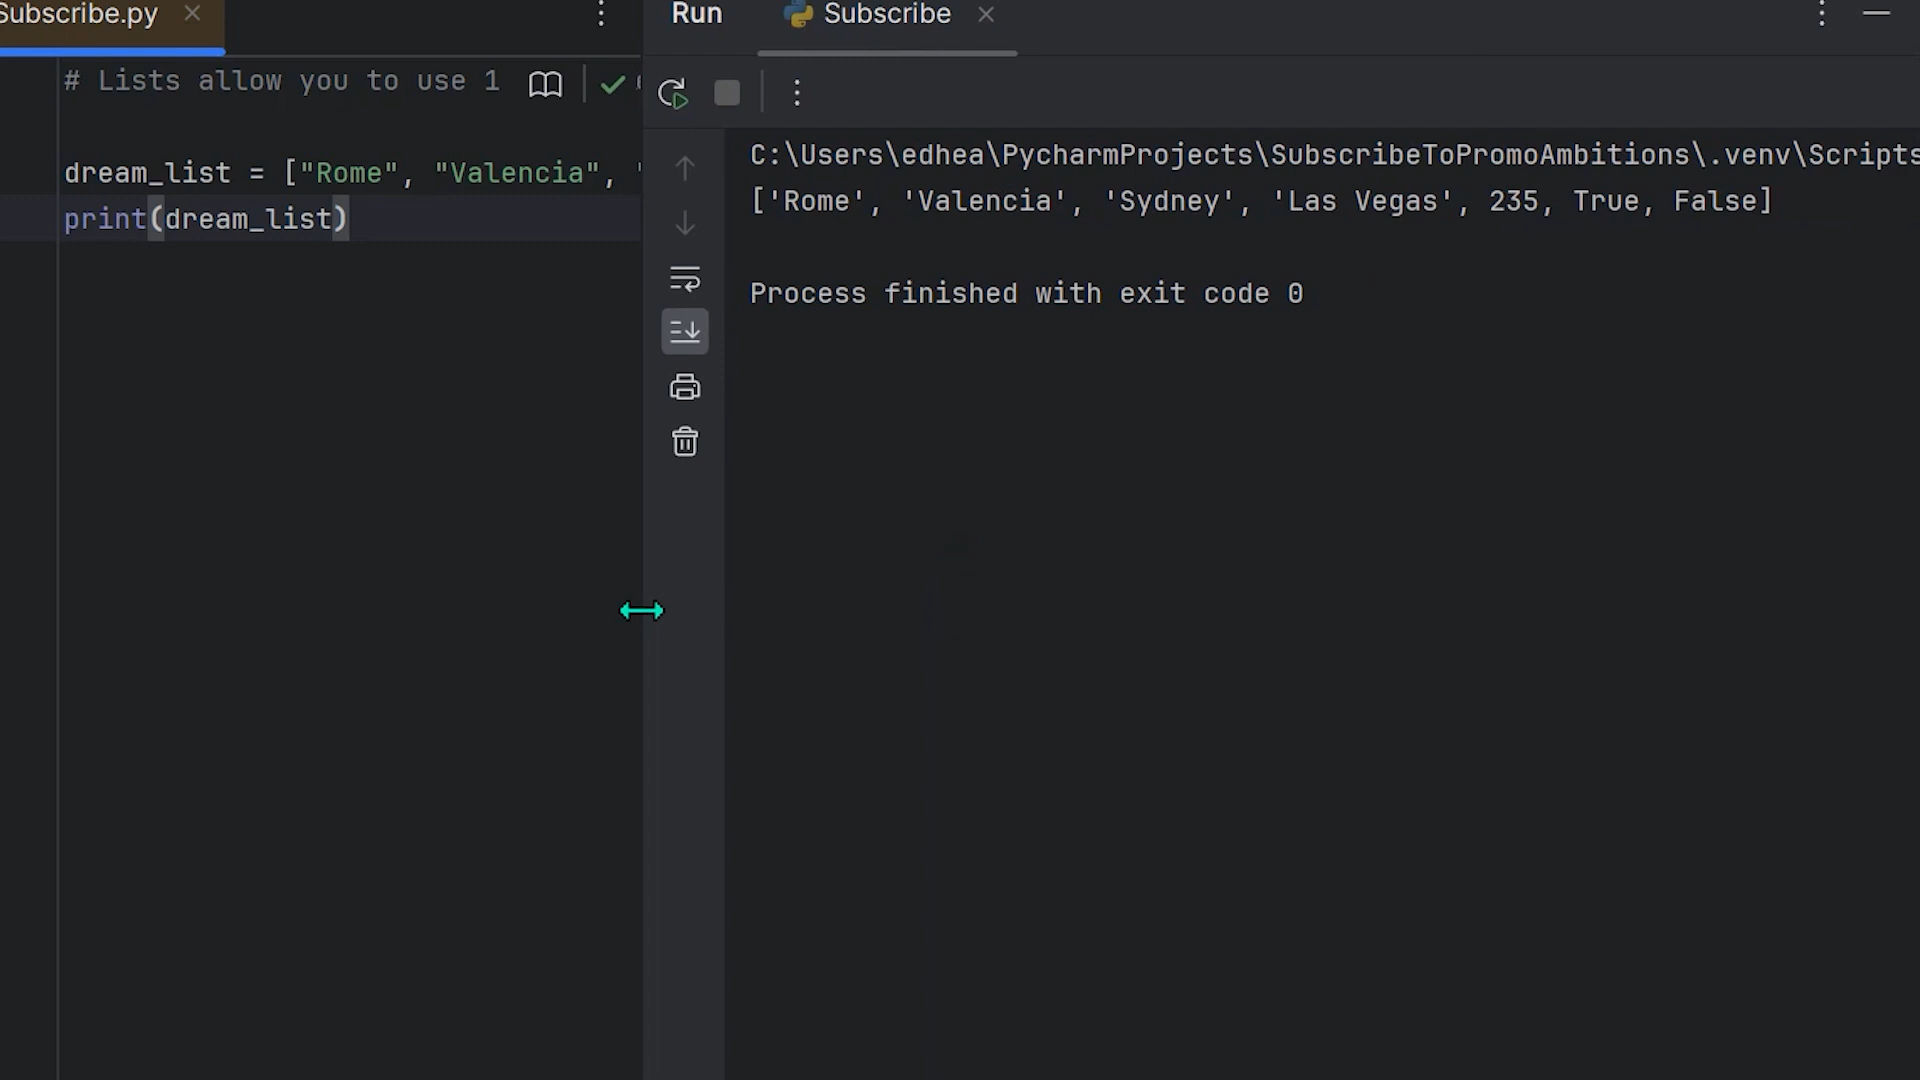 Subscribe.py
Run
Subscribe
# Lists allow you to use 1
dream_list = ["Rome", "Valencia", "
print(dream_list)
C:\Users\edhea\PycharmProjects\SubscribeToPromoAmbitions\.venv\Scripts
['Rome', 'Valencia', 'Sydney', 'Las Vegas', 235, True, False]
Process finished with exit code 0